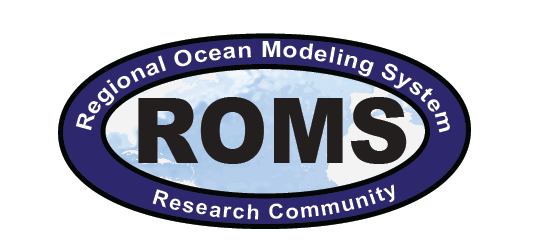 Regional Ocean Modeling System
ROMS
Research Community